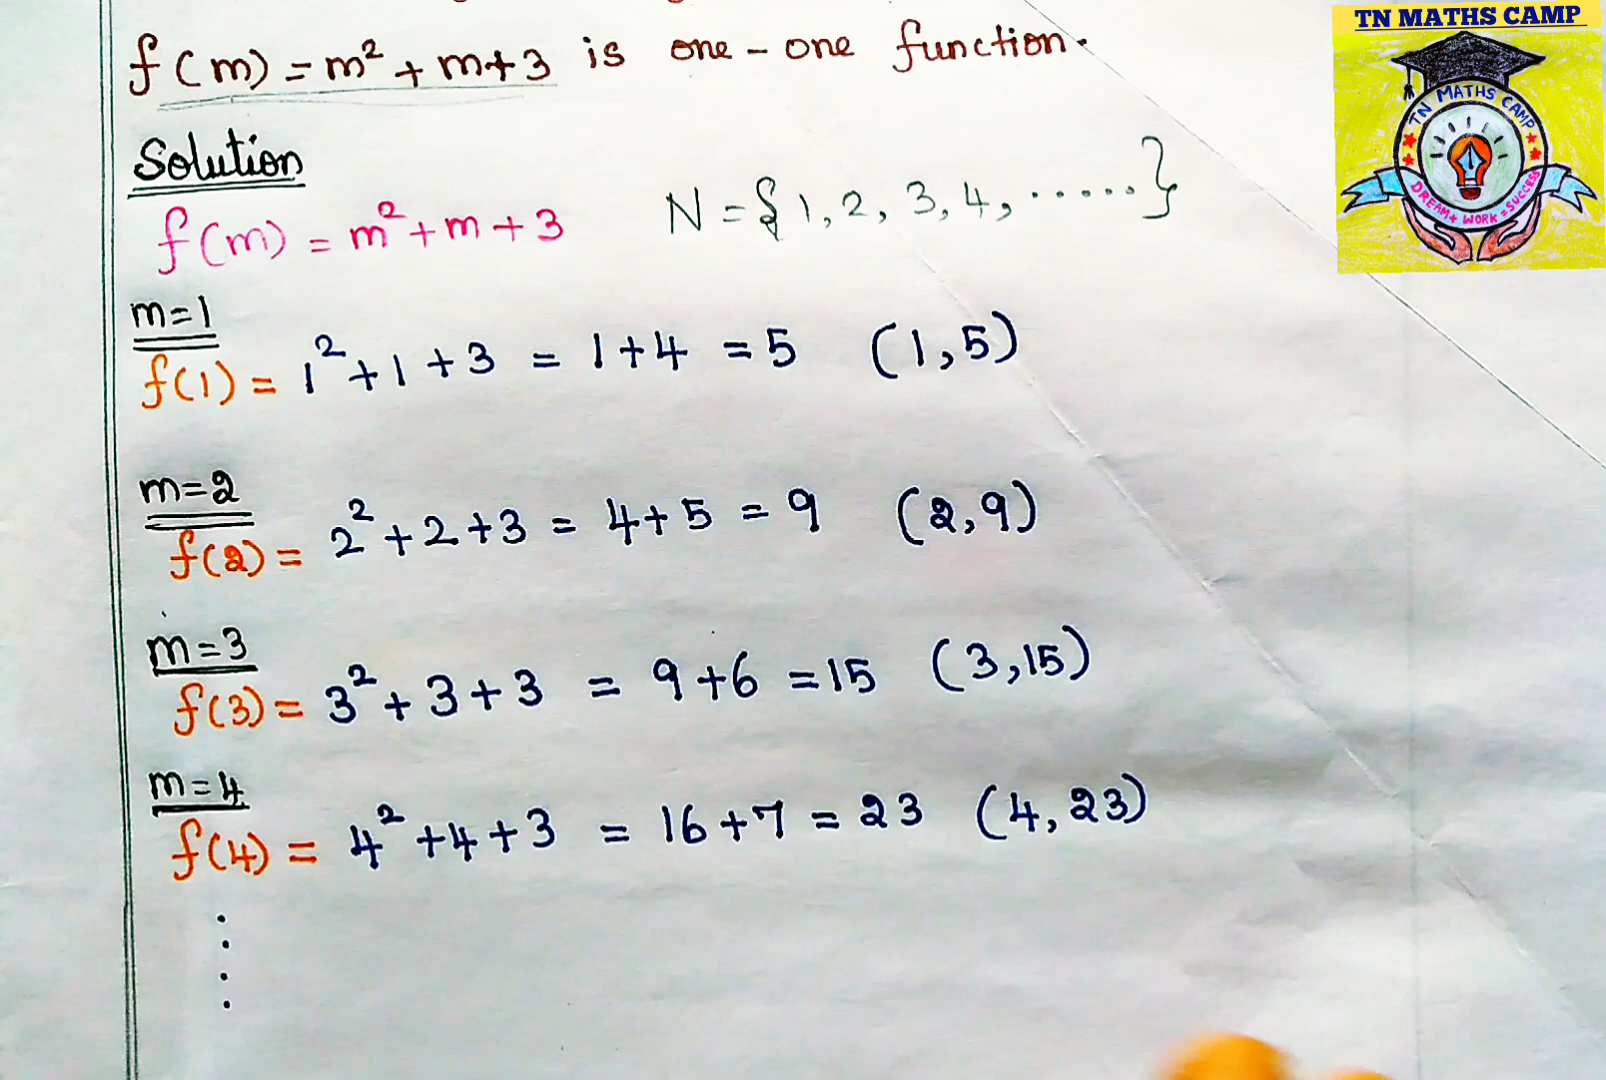 TN MATHS CAMP
TN MATHS CAMP
DREAM + WORK = SUCCESS
f(m) = m² + m+3 is one - one function.
Solution
f(m) = m² + m + 3 N = { 1, 2, 3, 4, ...... }
m=1
f(1) = 1² + 1 + 3 = 1+4 = 5 (1,5)
m=2
f(2) = 2² + 2 + 3 = 4+5 = 9 (2,9)
m=3
f(3) = 3² + 3 + 3 = 9+6 = 15 (3,15)
m=4
f(4) = 4² + 4 + 3 = 16+7 = 23 (4, 23)